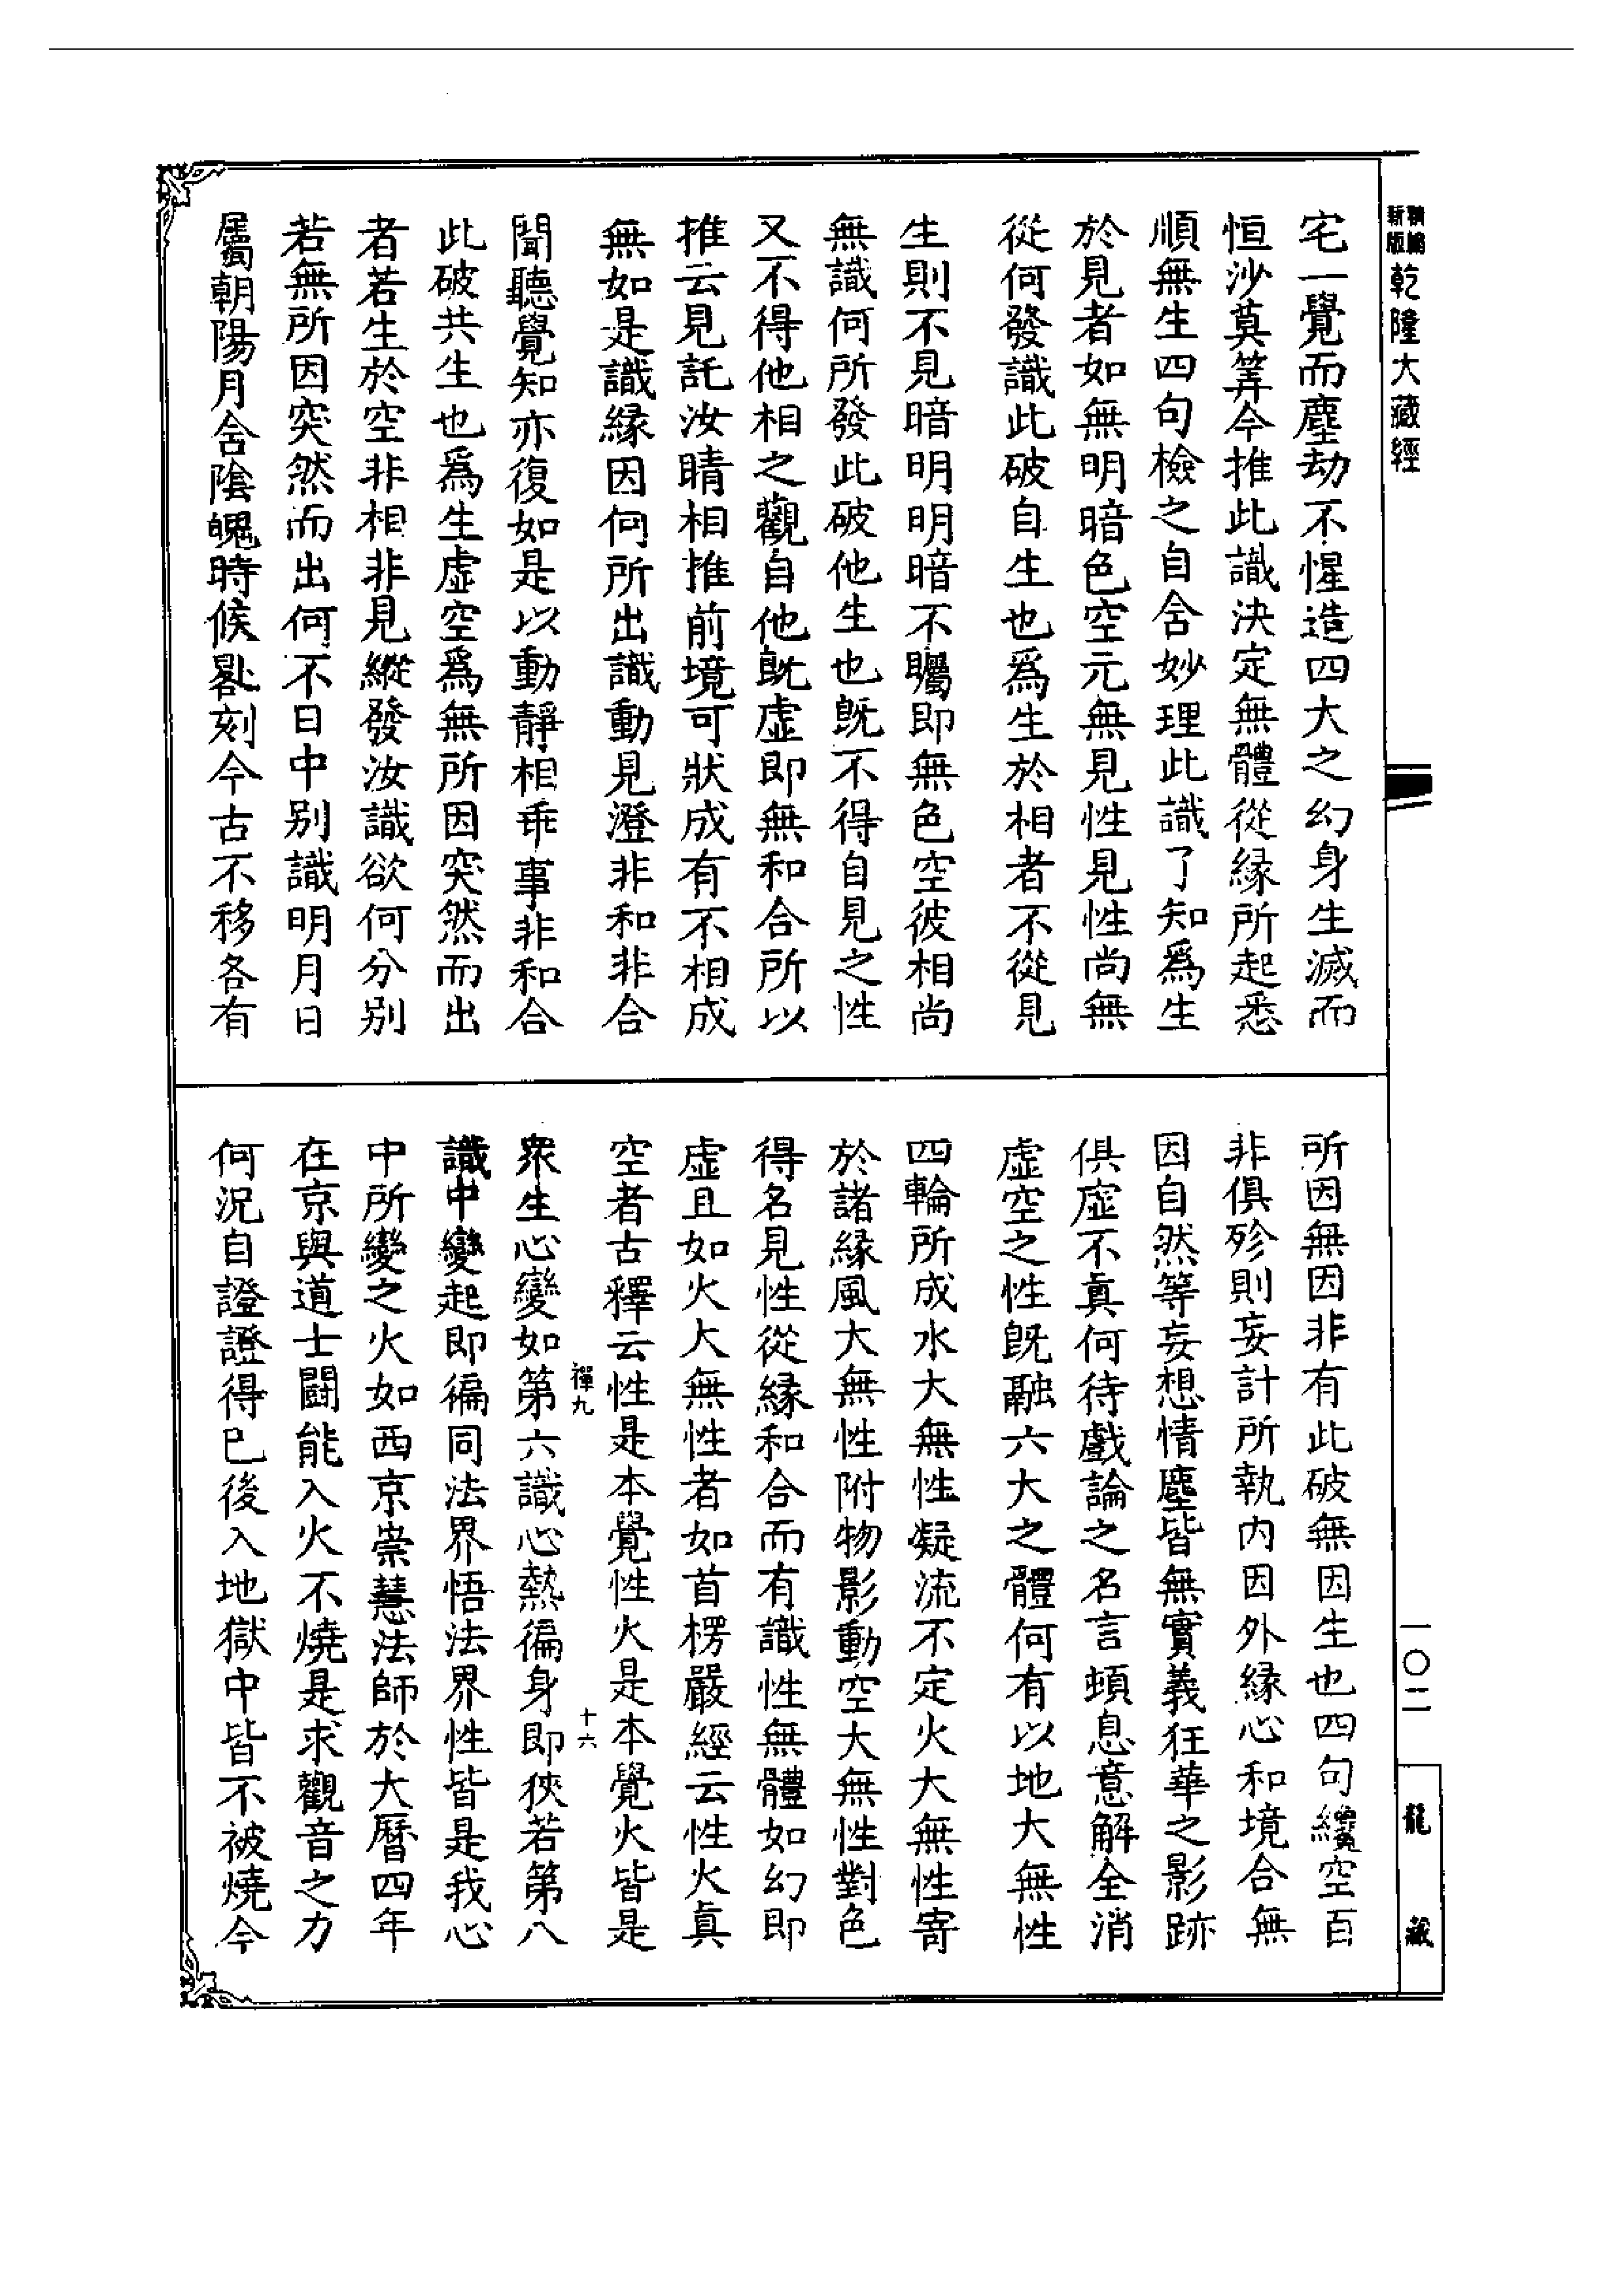 新版
乾隆大藏經
宅一覺而塵劫不惺造四大之幻身生滅而
恒沙莫筭今推此識決定無體從緣所起悉
順無生四句檢之自含妙理此識了知爲生
於見者如無明暗色空元無見性見性尚無
從何發識此破自生也爲生於相者不從見
生則不見暗明明暗不矚即無色空彼相尚
無識何所發此破他生也旣不得自見之性
又不得他相之觀自他旣虛即無和合所以
推云見託汝睛相推前境可狀成有不相成
無如是識緣因何所出識動見澄非和非合
聞聽覺知亦復如是以動靜相乖事非和合
此破共生也爲生虛空爲無所因突然而出
者若生於空非相非見縱發汝識欲何分別
若無所因突然而出何不日中別識明月日
屬朝陽月含陰魄時候晷刻今古不移各有
所因無因非有此破無因生也四句纔空百
非俱殄則妄計所執內因外緣心和境合無
因自然等妄想情塵皆無實義狂華之影跡
俱虛不眞何待戲論之名言頓息意解全消
虛空之性旣融六大之體何有以地大無性
四輪所成水大無性凝流不定火大無性寄
於諸緣風大無性附物影動空大無性對色
得名見性從緣和合而有識性無體如幻即
虛且如火大無性者如首楞嚴經云性火眞
空者古釋云性是本覺性火是本覺火皆是
禪九 十六
衆生心變如第六識心熱徧身即狹若第八
識中變起即徧同法界悟法界性皆是我心
中所變之火如西京崇慧法師於大曆四年
在京與道士鬭能入火不燒是求觀音之力
何況自證證得已後入地獄中皆不被燒今
一〇二
龍藏